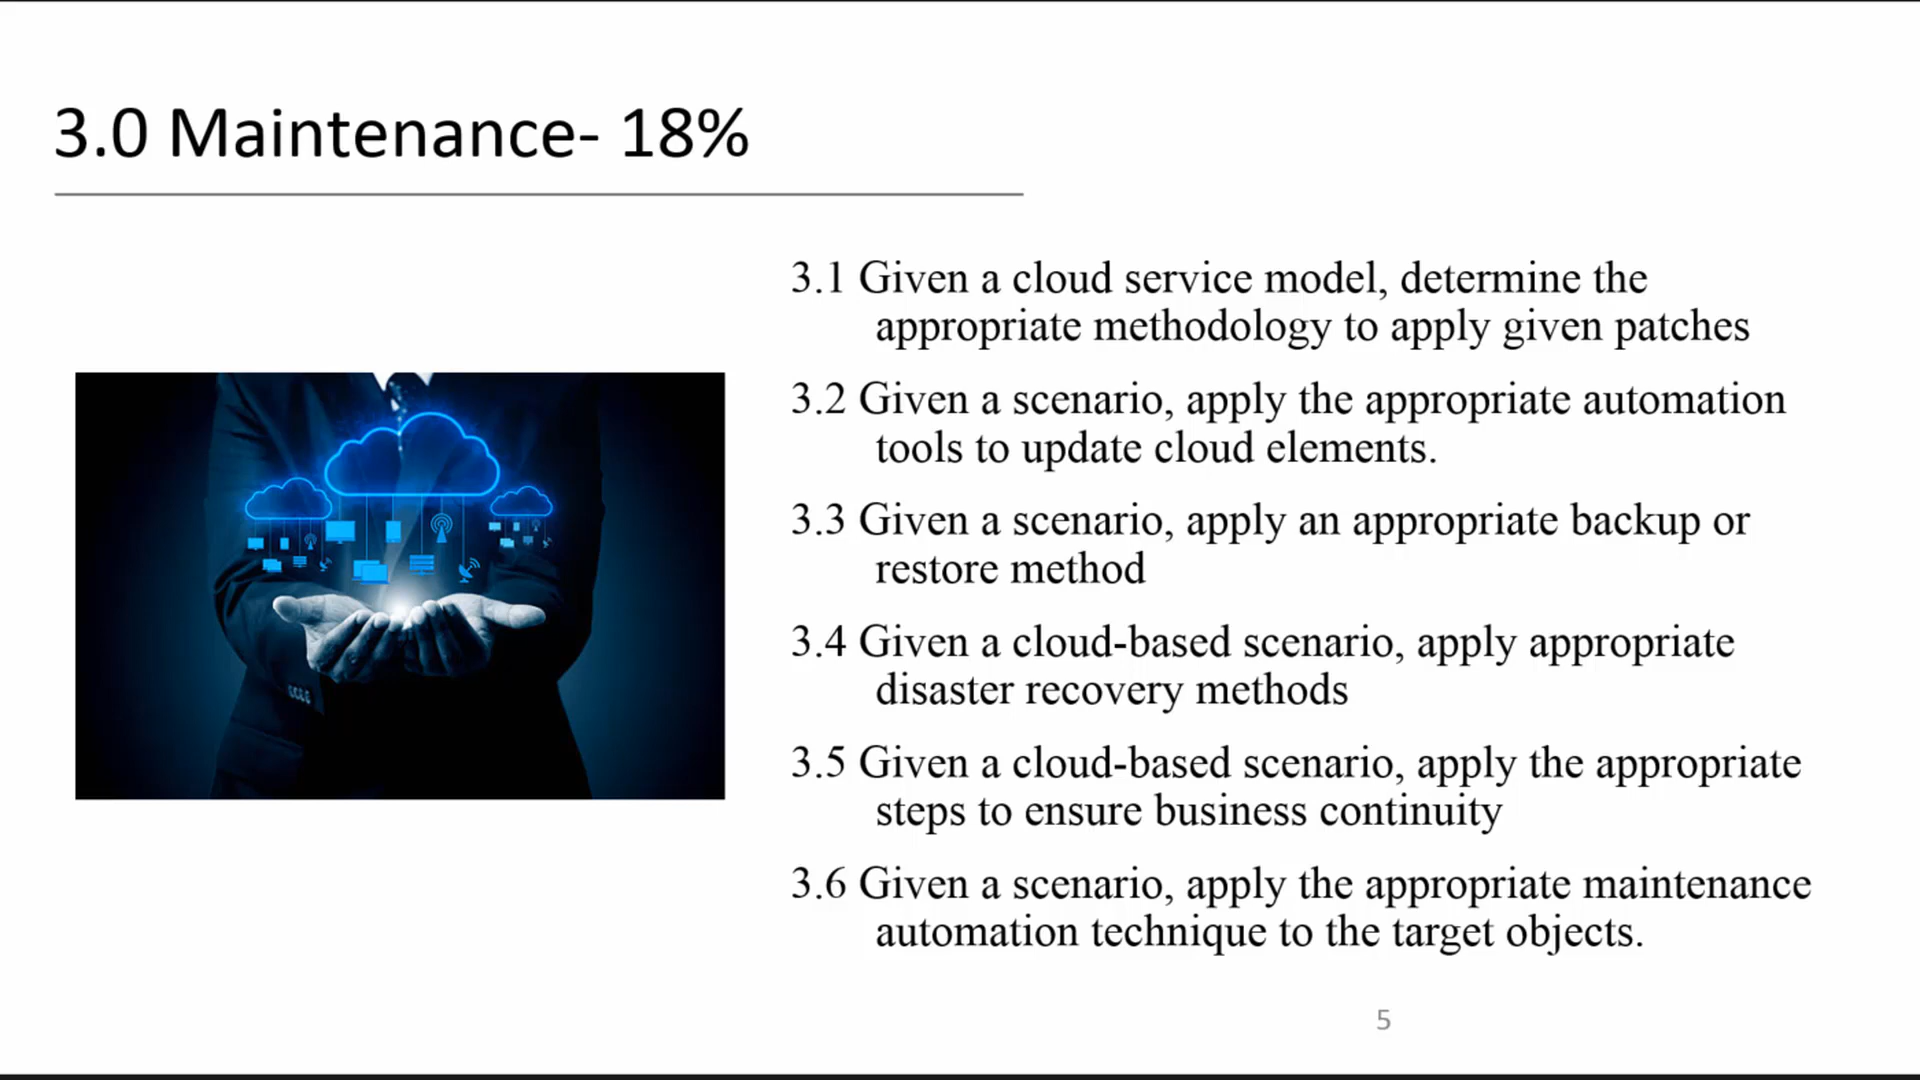 3.0 Maintenance- 18%
3.1 Given a cloud service model, determine the
appropriate methodology to apply given patches
3.2 Given a scenario, apply the appropriate automation
tools to update cloud elements.
3.3 Given a scenario, apply an appropriate backup or
restore method
3.4 Given a cloud-based scenario, apply appropriate
disaster recovery methods
3.5 Given a cloud-based scenario, apply the appropriate
steps to ensure business continuity
3.6 Given a scenario, apply the appropriate maintenance
automation technique to the target objects.
5